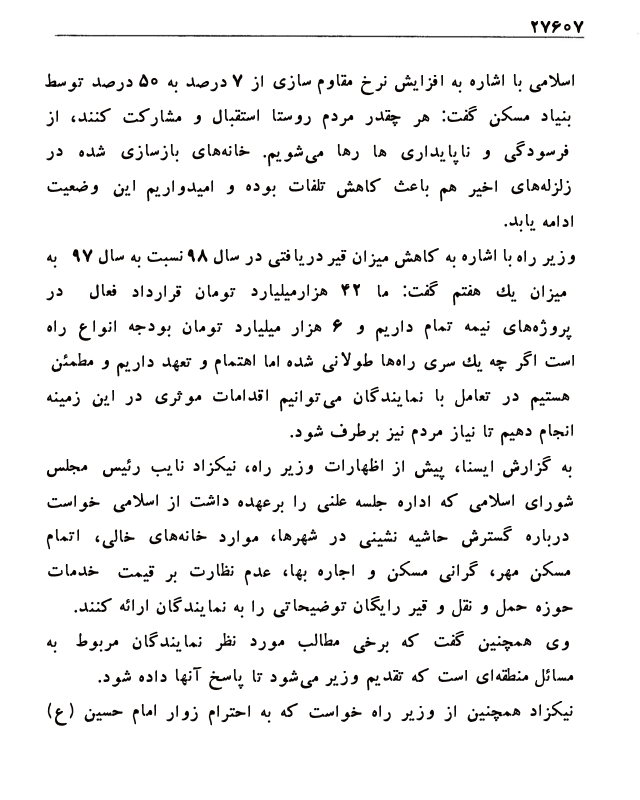 ۲۷۶۰۷
اسلامی با اشاره به افزایش نرخ مقاوم سازی از ۷ درصد به ۵۰ درصد توسط
بنیاد مسکن گفت: هر چقدر مردم روستا استقبال و مشارکت کنند، از
فرسودگی و ناپایداری ها رها می‌شویم. خانه‌های بازسازی شده در
زلزله‌های اخیر هم باعث کاهش تلفات بوده و امیدواریم این وضعیت
ادامه یابد.
وزیر راه با اشاره به کاهش میزان قیر دریافتی در سال ۹۸ نسبت به سال ۹۷ به
میزان یك هفتم گفت: ما ۴۲ هزارمیلیارد تومان قرارداد فعال در
پروژه‌های نیمه تمام داریم و ۶ هزار میلیارد تومان بودجه انواع راه
است اگر چه یك سری راه‌ها طولانی شده اما اهتمام و تعهد داریم و مطمئن
هستیم در تعامل با نمایندگان می‌توانیم اقدامات موثری در این زمینه
انجام دهیم تا نیاز مردم نیز برطرف شود.
به گزارش ایسنا، پیش از اظهارات وزیر راه، نیکزاد نایب رئیس مجلس
شورای اسلامی که اداره جلسه علنی را برعهده داشت از اسلامی خواست
درباره گسترش حاشیه نشینی در شهرها، موارد خانه‌های خالی، اتمام
مسکن مهر، گرانی مسکن و اجاره بها، عدم نظارت بر قیمت خدمات
حوزه حمل و نقل و قیر رایگان توضیحاتی را به نمایندگان ارائه کنند.
وی همچنین گفت که برخی مطالب مورد نظر نمایندگان مربوط به
مسائل منطقه‌ای است که تقدیم وزیر می‌شود تا پاسخ آنها داده شود.
نیکزاد همچنین از وزیر راه خواست که به احترام زوار امام حسین (ع)